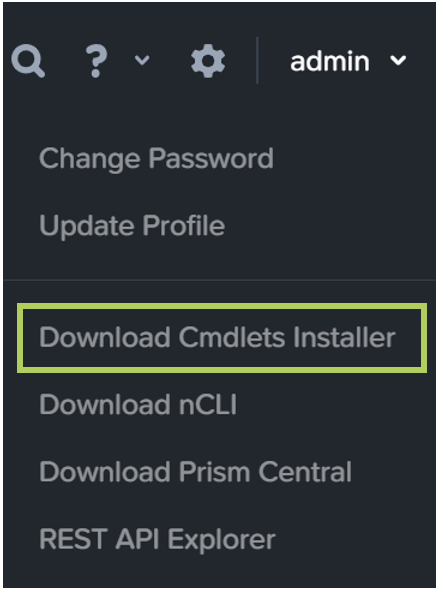 ? admin
Change Password
Update Profile
Download Cmdlets Installer
Download nCLI
Download Prism Central
REST API Explorer